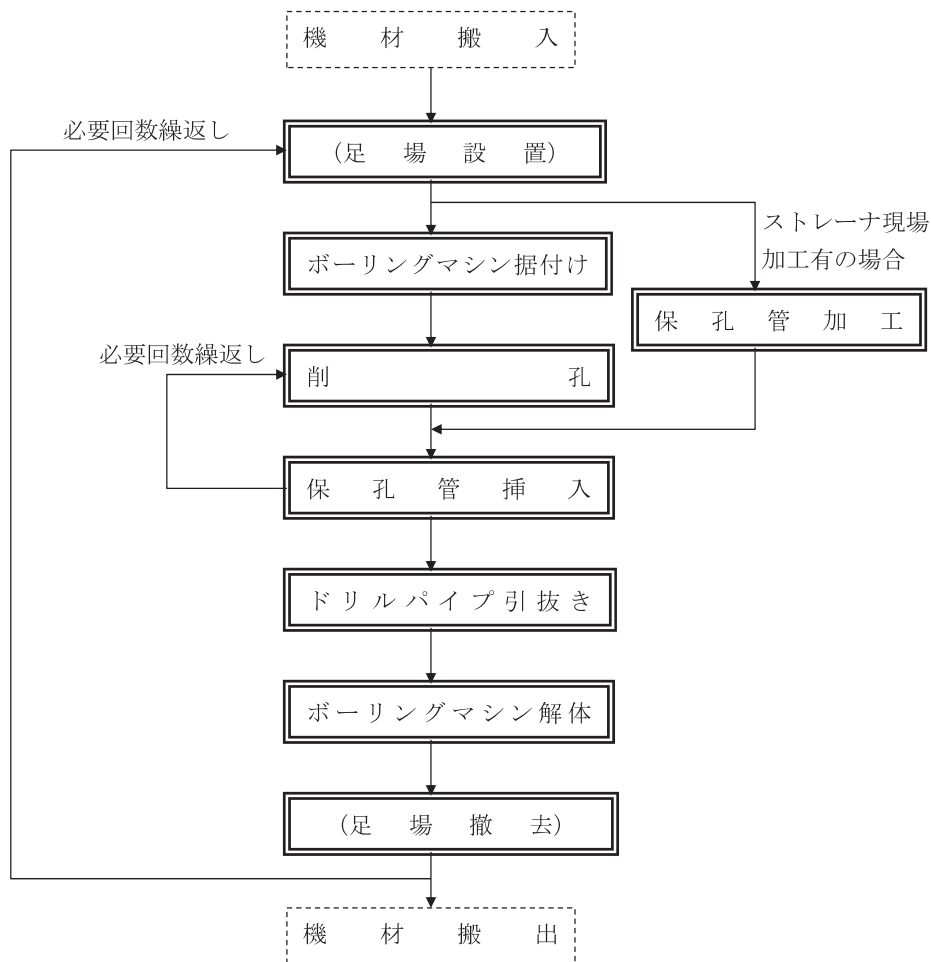 機材搬入
必要回数繰返し
(足場設置)
ストレーナ現場
加工有の場合
ボーリングマシン据付け
保孔管加工
必要回数繰返し
削孔
保孔管挿入
ドリルパイプ引抜き
ボーリングマシン解体
(足場撤去)
機材搬出